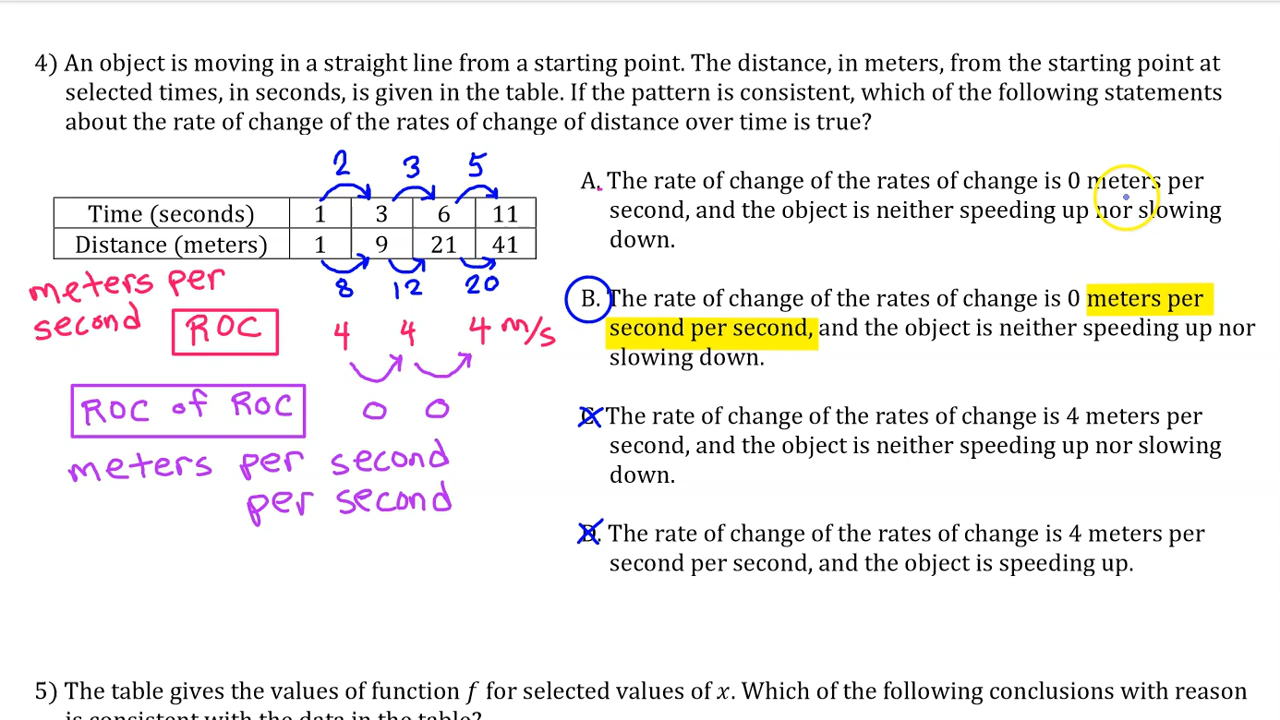 4) An object is moving in a straight line from a starting point. The distance, in meters, from the starting point at
selected times, in seconds, is given in the table. If the pattern is consistent, which of the following statements
about the rate of change of the rates of change of distance over time is true?
2 3 5
Time (seconds) 1 3 6 11
Distance (meters) 1 9 21 41
8 12 20
meters per
second ROC 4 4 4 m/s
ROC of ROC 0 0
meters per second
per second
A. The rate of change of the rates of change is 0 meters per
second, and the object is neither speeding up nor slowing
down.
B. The rate of change of the rates of change is 0 meters per
second per second, and the object is neither speeding up nor
slowing down.
C. The rate of change of the rates of change is 4 meters per
second, and the object is neither speeding up nor slowing
down.
D. The rate of change of the rates of change is 4 meters per
second per second, and the object is speeding up.
5) The table gives the values of function f for selected values of x. Which of the following conclusions with reason
is consistent with the data in the table?